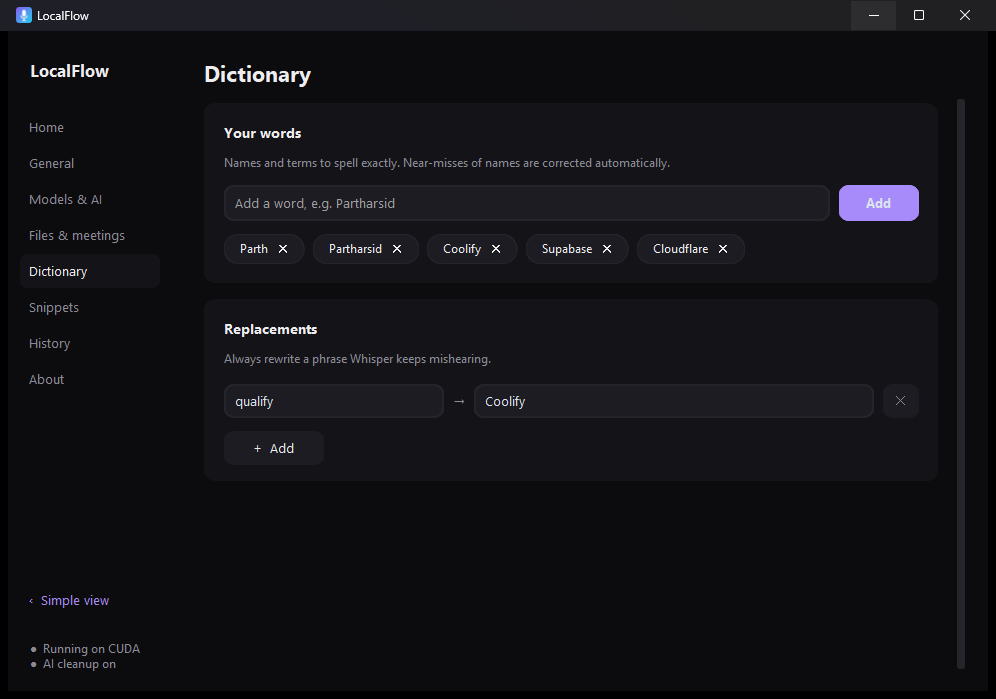 LocalFlow
LocalFlow
Home
General
Models & AI
Files & meetings
Dictionary
Snippets
History
About
‹ Simple view
● Running on CUDA
● AI cleanup on
Dictionary
Your words
Names and terms to spell exactly. Near-misses of names are corrected automatically.
Add a word, e.g. Partharsid Add
Parth ✕ Partharsid ✕ Coolify ✕ Supabase ✕ Cloudflare ✕
Replacements
Always rewrite a phrase Whisper keeps mishearing.
qualify → Coolify ✕
+ Add